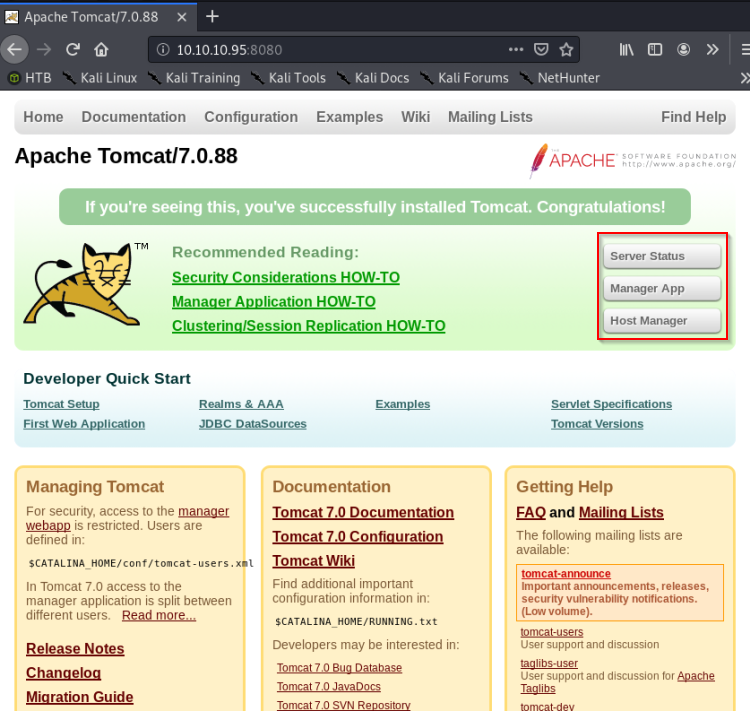 Apache Tomcat/7.0.88
10.10.10.95:8080
HTB Kali Linux Kali Training Kali Tools Kali Docs Kali Forums NetHunter
Home Documentation Configuration Examples Wiki Mailing Lists Find Help
Apache Tomcat/7.0.88
THE APACHE SOFTWARE FOUNDATION
http://www.apache.org/
If you're seeing this, you've successfully installed Tomcat. Congratulations!
TM
Recommended Reading:
Security Considerations HOW-TO
Manager Application HOW-TO
Clustering/Session Replication HOW-TO
Server Status
Manager App
Host Manager
Developer Quick Start
Tomcat Setup
First Web Application
Realms & AAA
JDBC DataSources
Examples
Servlet Specifications
Tomcat Versions
Managing Tomcat
For security, access to the manager
webapp is restricted. Users are
defined in:
$CATALINA_HOME/conf/tomcat-users.xml
In Tomcat 7.0 access to the
manager application is split between
different users. Read more...
Release Notes
Changelog
Migration Guide
Documentation
Tomcat 7.0 Documentation
Tomcat 7.0 Configuration
Tomcat Wiki
Find additional important
configuration information in:
$CATALINA_HOME/RUNNING.txt
Developers may be interested in:
Tomcat 7.0 Bug Database
Tomcat 7.0 JavaDocs
Tomcat 7.0 SVN Repository
Getting Help
FAQ and Mailing Lists
The following mailing lists are
available:
tomcat-announce
Important announcements, releases,
security vulnerability notifications.
(Low volume).
tomcat-users
User support and discussion
taglibs-user
User support and discussion for Apache
Taglibs
tomcat-dev